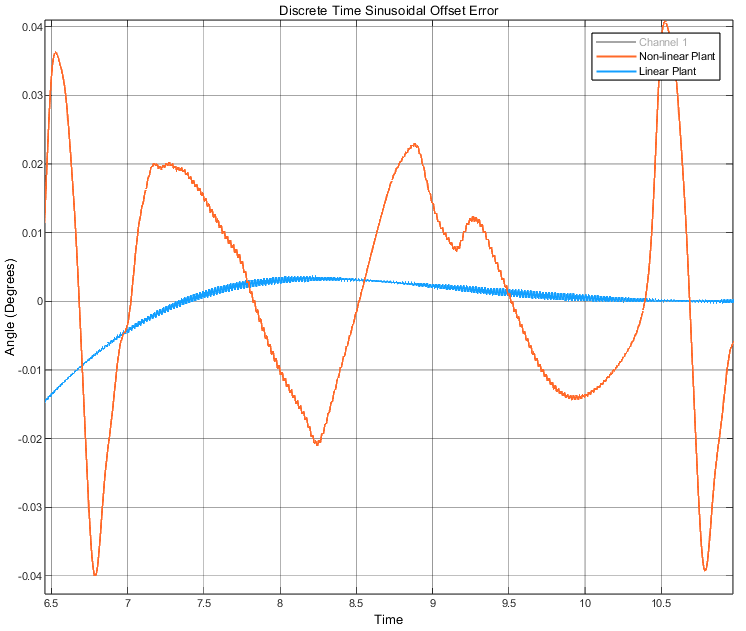 Discrete Time Sinusoidal Offset Error
Channel 1
Non-linear Plant
Linear Plant
Angle (Degrees)
0.04
0.03
0.02
0.01
0
-0.01
-0.02
-0.03
-0.04
6.5 7 7.5 8 8.5 9 9.5 10 10.5
Time